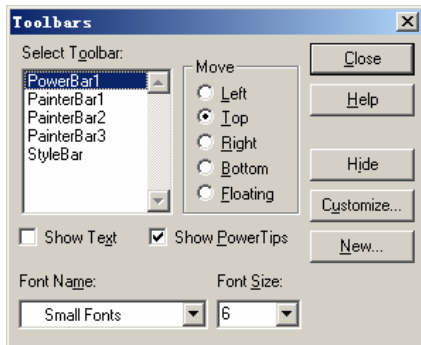 Toolbars
Select Toolbar:
PowerBar1
PainterBar1
PainterBar2
PainterBar3
StyleBar
Move
Left
Top
Right
Bottom
Floating
Close
Help
Hide
Customize...
New...
Show Text
Show PowerTips
Font Name:
Small Fonts
Font Size:
6